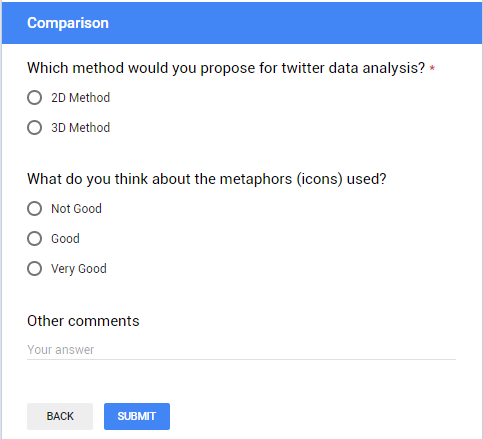 Comparison
Which method would you propose for twitter data analysis? *
2D Method
3D Method
What do you think about the metaphors (icons) used?
Not Good
Good
Very Good
Other comments
Your answer
BACK SUBMIT